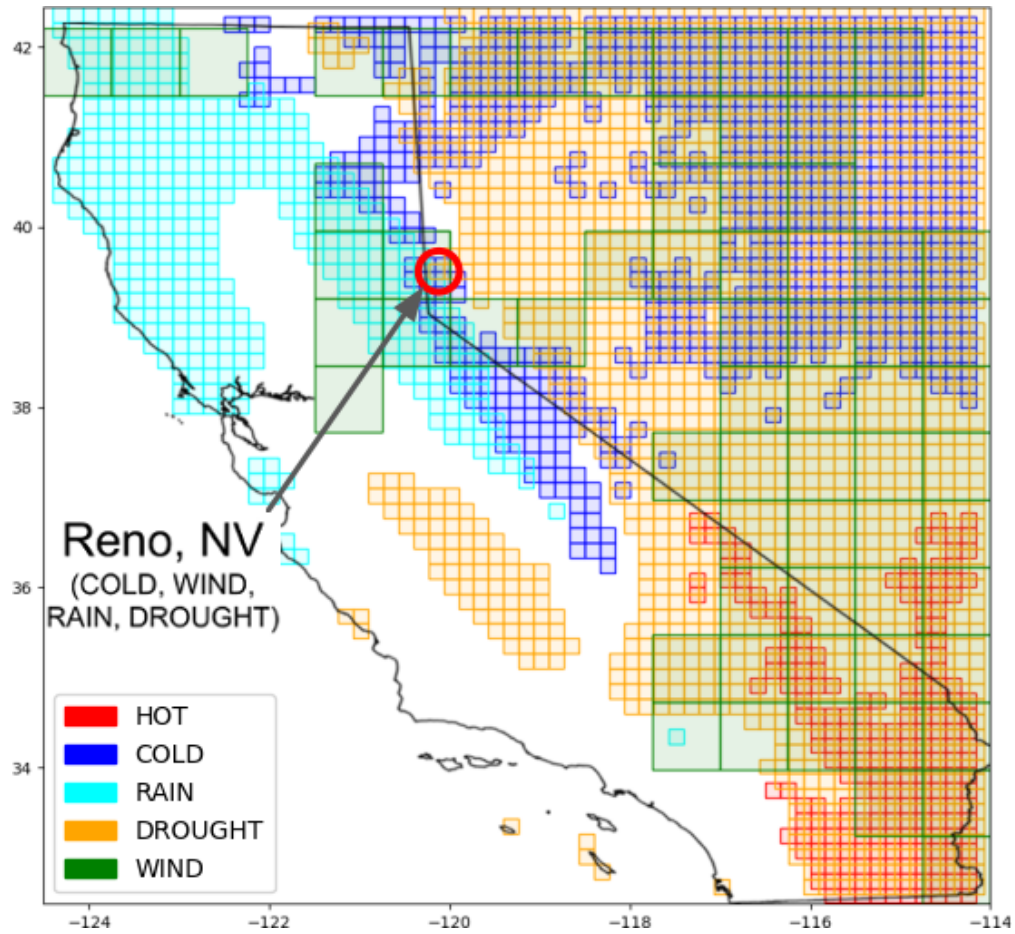 42
40
38
36
34
Reno, NV
(COLD, WIND,
RAIN, DROUGHT)
HOT
COLD
RAIN
DROUGHT
WIND
−124
−122
−120
−118
−116
−114